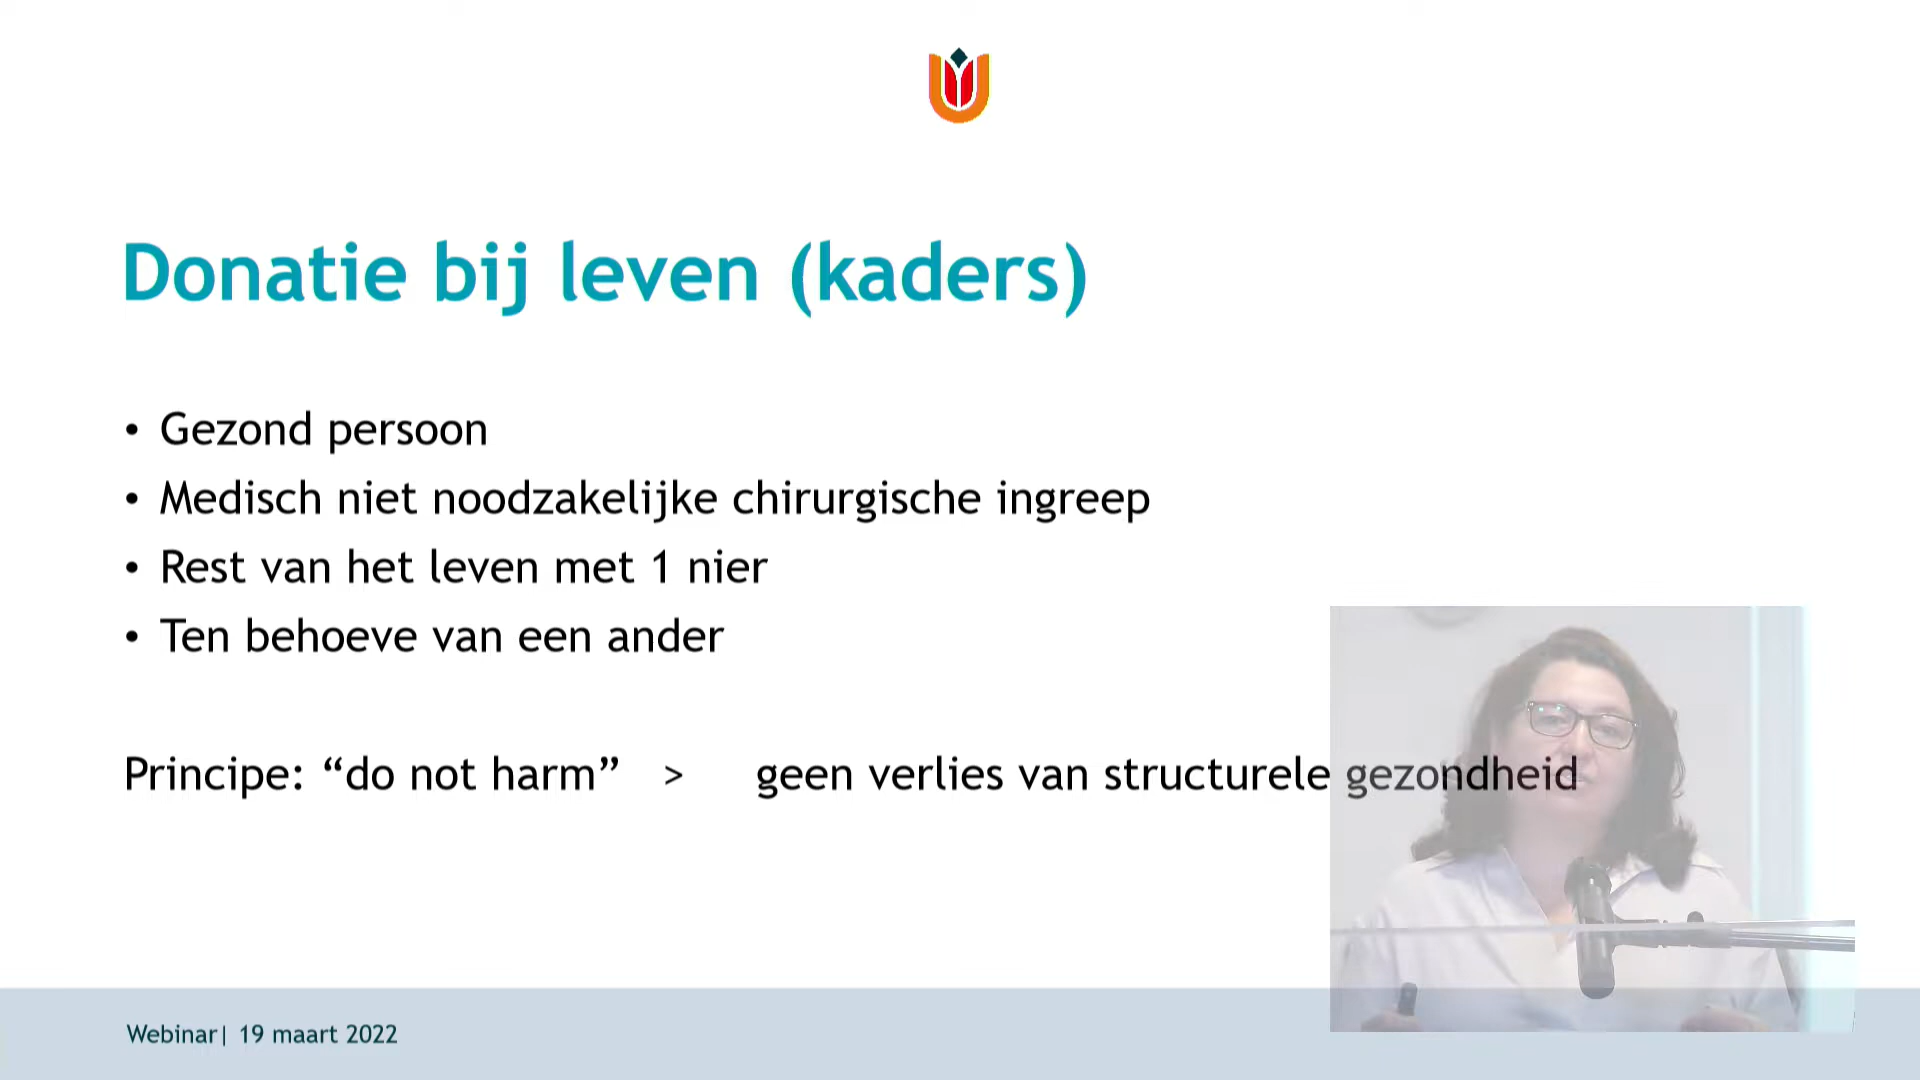 Donatie bij leven (kaders)
• Gezond persoon
• Medisch niet noodzakelijke chirurgische ingreep
• Rest van het leven met 1 nier
• Ten behoeve van een ander
Principe: “do not harm” > geen verlies van structurele gezondheid
Webinar| 19 maart 2022